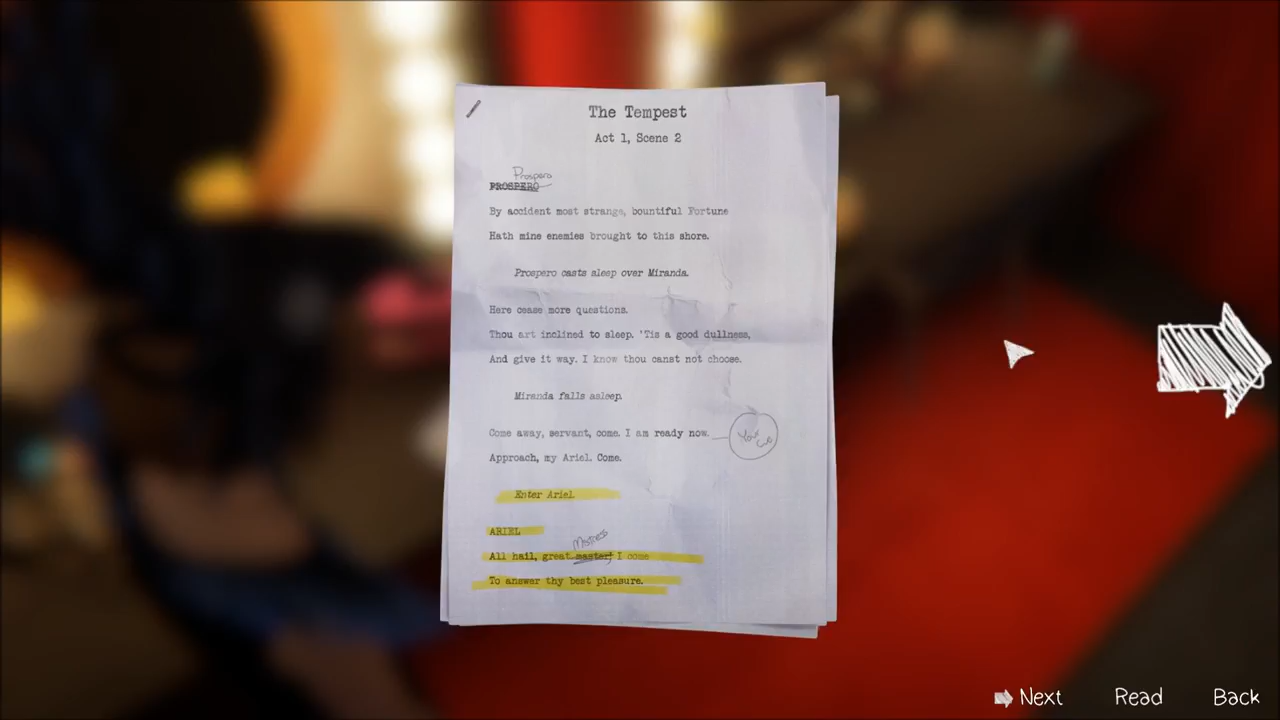 The Tempest
Act 1, Scene 2
Prospera
PROSPERO
By accident most strange, bountiful Fortune
Hath mine enemies brought to this shore.
Prospero casts sleep over Miranda.
Here cease more questions.
Thou art inclined to sleep. 'Tis a good dullness,
And give it way. I know thou canst not choose.
Miranda falls asleep.
Come away, servant, come. I am ready now.
Your cue
Approach, my Ariel. Come.
Enter Ariel.
ARIEL
Mistress
All hail, great master! I come
To answer thy best pleasure.
Next Read Back